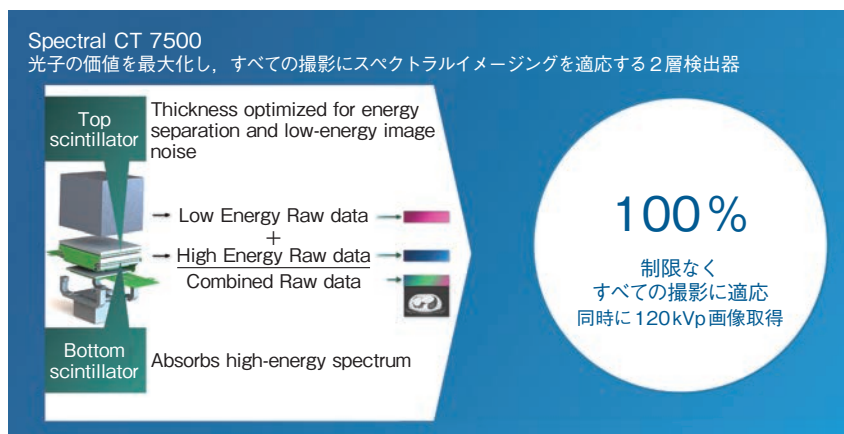 Spectral CT 7500
光子の価値を最大化し，すべての撮影にスペクトラルイメージングを適応する2層検出器
Top
scintillator
Thickness optimized for energy
separation and low-energy image
noise
Low Energy Raw data
+
High Energy Raw data
Combined Raw data
Bottom
scintillator
Absorbs high-energy spectrum
100%
制限なく
すべての撮影に適応
同時に120kVp画像取得